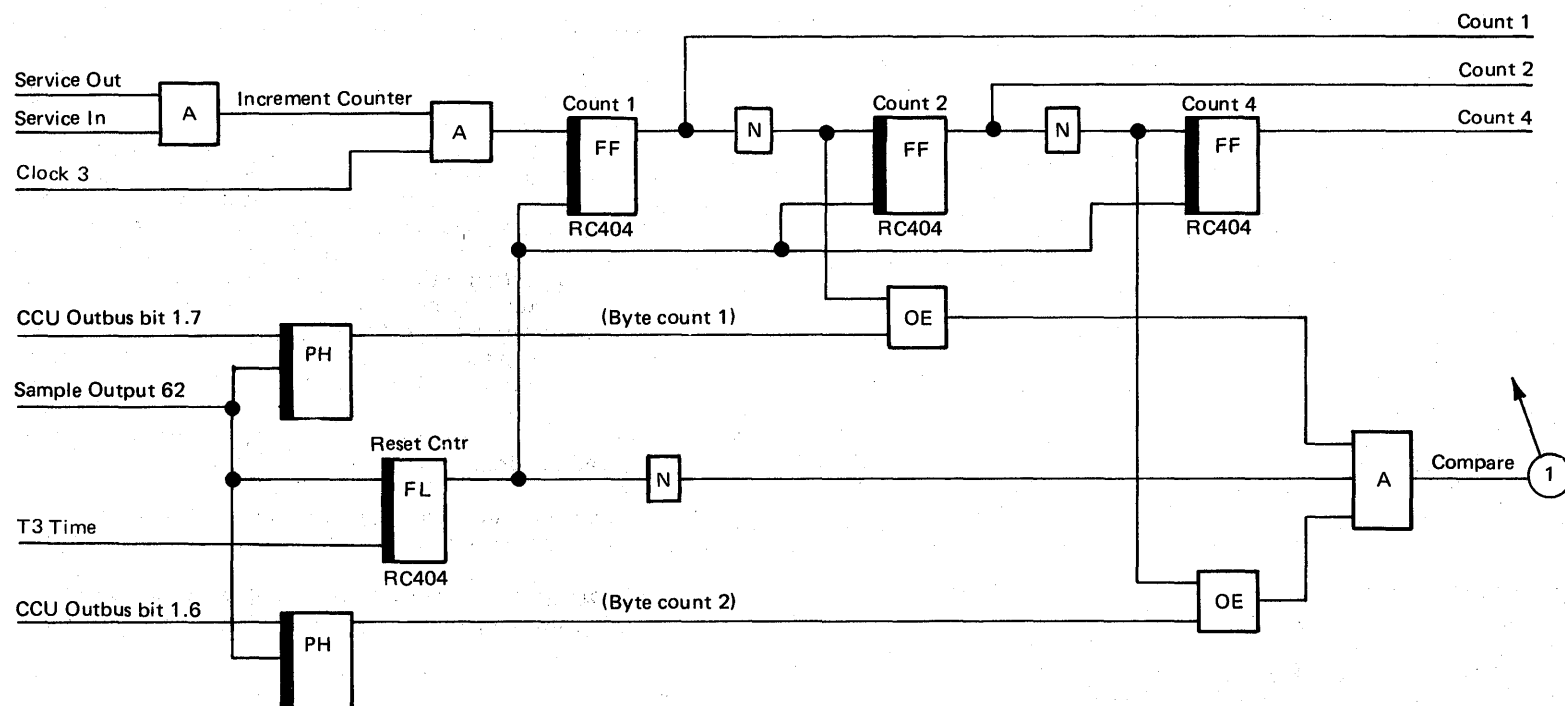 Count 1
Count 2
Service Out
Increment Counter
Count 1
Count 2
Count 4
Count 4
A
Service In
A
FF
N
FF
N
FF
Clock 3
RC404
RC404
RC404
CCU Outbus bit 1.7
(Byte count 1)
OE
PH
Sample Output 62
Reset Cntr
FL
N
A
Compare
1
T3 Time
RC404
CCU Outbus bit 1.6
(Byte count 2)
OE
PH